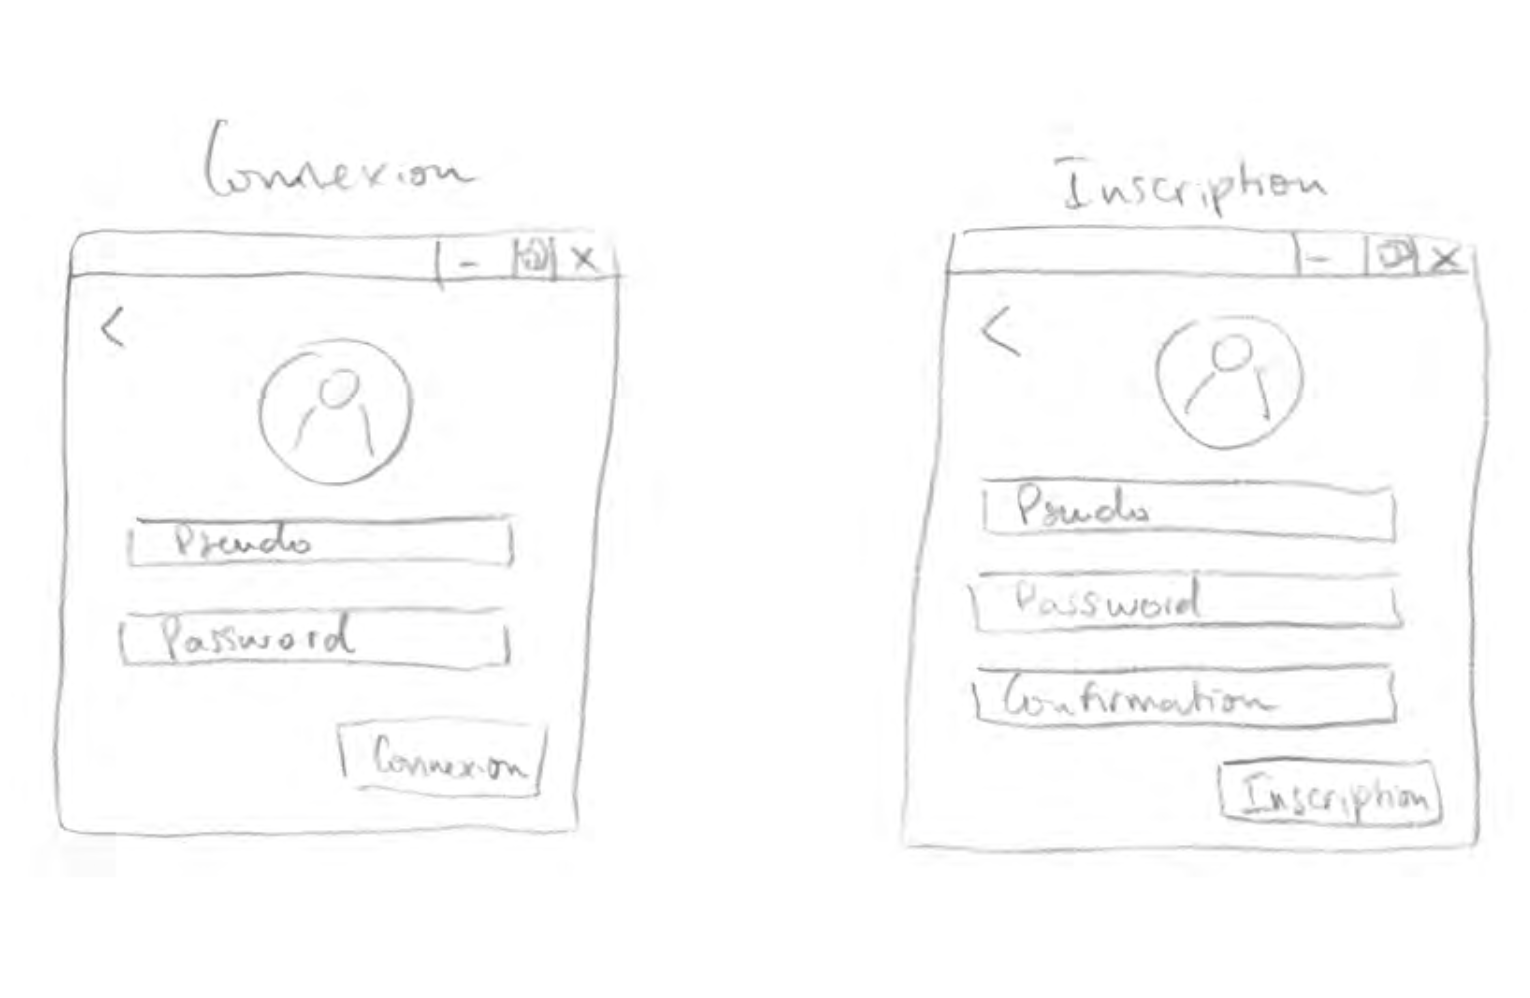 Connexion
Pseudo
Password
Connexion
Inscription
Pseudo
Password
Confirmation
Inscription